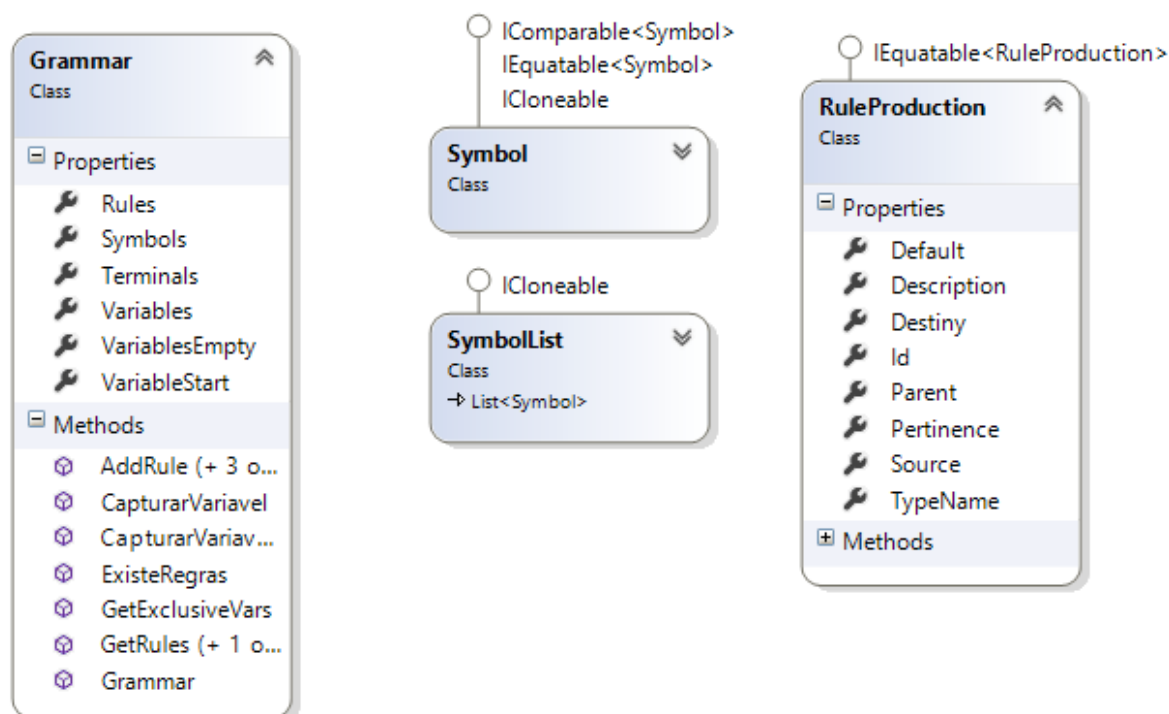 Grammar
Class
Properties
Rules
Symbols
Terminals
Variables
VariablesEmpty
VariableStart
Methods
AddRule (+ 3 o...
CapturarVariavel
CapturarVariav...
ExisteRegras
GetExclusiveVars
GetRules (+ 1 o...
Grammar
IComparable<Symbol>
IEquatable<Symbol>
ICloneable
Symbol
Class
ICloneable
SymbolList
Class
List<Symbol>
IEquatable<RuleProduction>
RuleProduction
Class
Properties
Default
Description
Destiny
Id
Parent
Pertinence
Source
TypeName
Methods